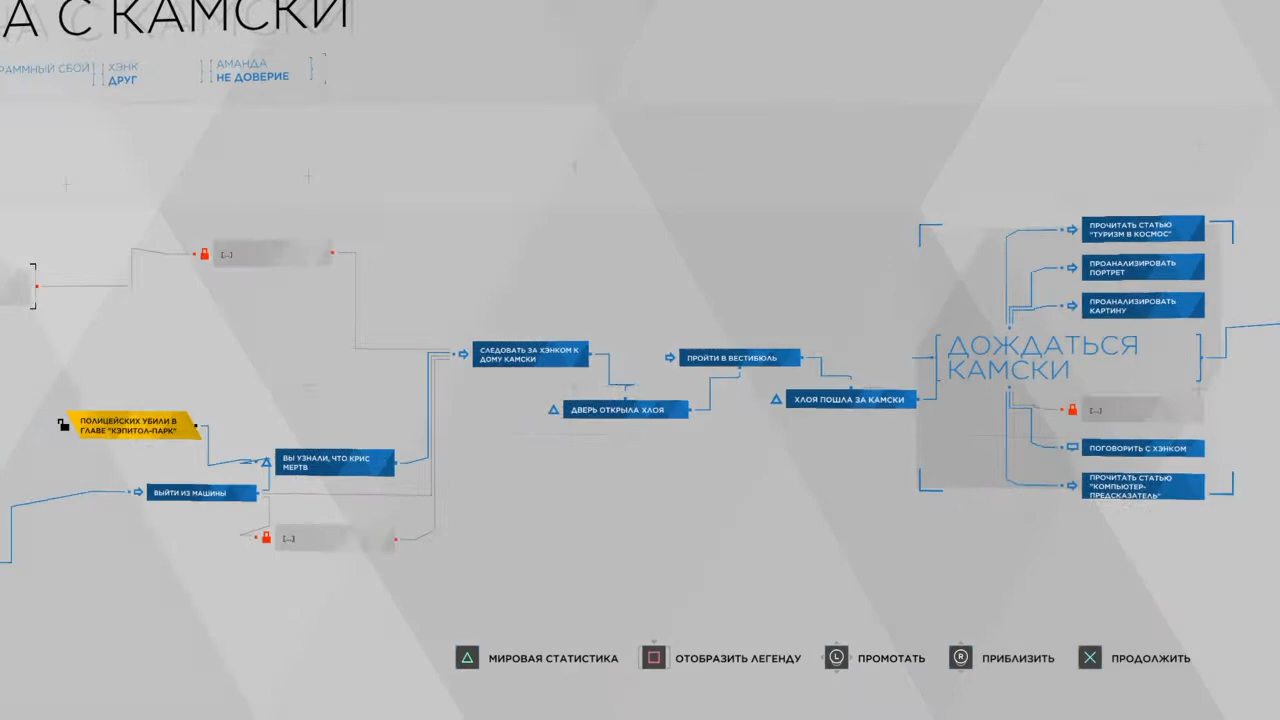 А С КАМСКИ
РАММНЫЙ СБОЙ
ХЭНК
ДРУГ
АМАНДА
НЕ ДОВЕРИЕ
[...]
ПОЛИЦЕЙСКИХ УБИЛИ В
ГЛАВЕ "КЭПИТОЛ-ПАРК"
ВЫ УЗНАЛИ, ЧТО КРИС
МЕРТВ
ВЫЙТИ ИЗ МАШИНЫ
[...]
СЛЕДОВАТЬ ЗА ХЭНКОМ К
ДОМУ КАМСКИ
ДВЕРЬ ОТКРЫЛА ХЛОЯ
ПРОЙТИ В ВЕСТИБЮЛЬ
ХЛОЯ ПОШЛА ЗА КАМСКИ
ДОЖДАТЬСЯ
КАМСКИ
ПРОЧИТАТЬ СТАТЬЮ
"ТУРИЗМ В КОСМОС"
ПРОАНАЛИЗИРОВАТЬ
ПОРТРЕТ
ПРОАНАЛИЗИРОВАТЬ
КАРТИНУ
[...]
ПОГОВОРИТЬ С ХЭНКОМ
ПРОЧИТАТЬ СТАТЬЮ
"КОМПЬЮТЕР-
ПРЕДСКАЗАТЕЛЬ"
МИРОВАЯ СТАТИСТИКА
ОТОБРАЗИТЬ ЛЕГЕНДУ
L ПРОМОТАТЬ
R ПРИБЛИЗИТЬ
ПРОДОЛЖИТЬ